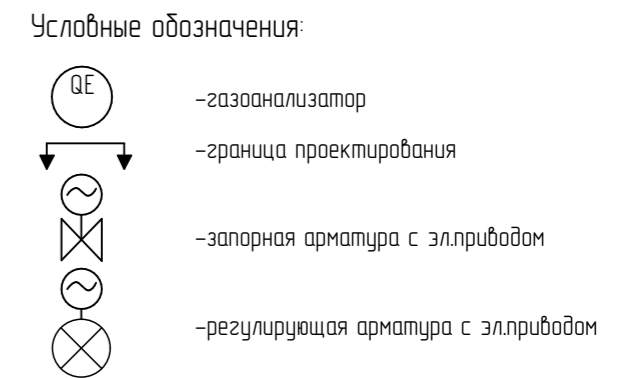 Условные обозначения:
QE
-газоанализатор
-граница проектирования
-запорная арматура с эл.приводом
-регулирующая арматура с эл.приводом